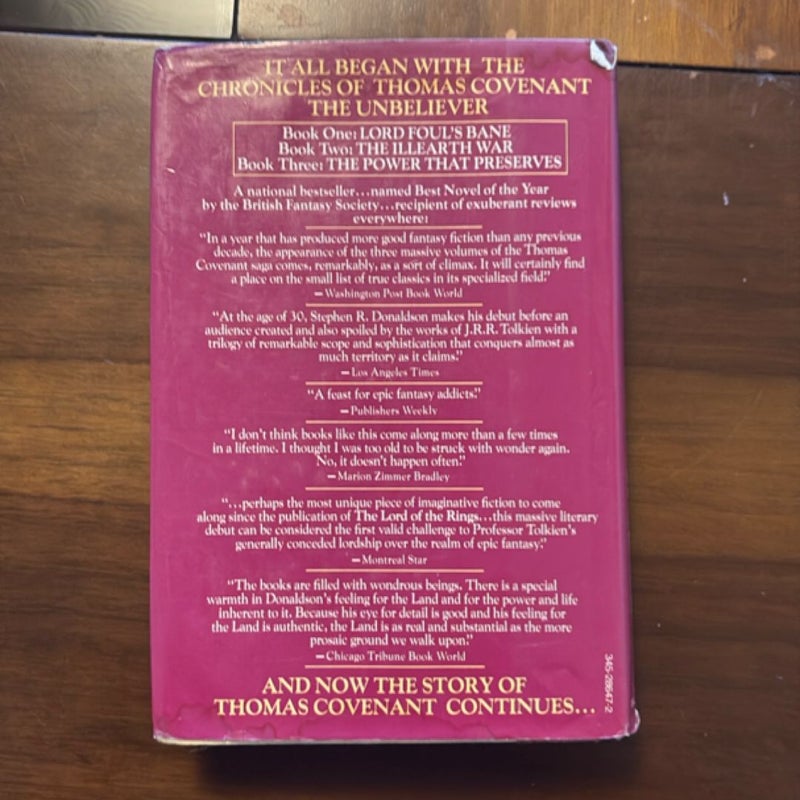 IT ALL BEGAN WITH THE
CHRONICLES OF THOMAS COVENANT
THE UNBELIEVER
Book One: LORD FOUL'S BANE
Book Two: THE ILLEARTH WAR
Book Three: THE POWER THAT PRESERVES
A national bestseller...named Best Novel of the Year
by the British Fantasy Society...recipient of exuberant reviews
everywhere:
“In a year that has produced more good fantasy fiction than any previous
decade, the appearance of the three massive volumes of the Thomas
Covenant saga comes, remarkably, as a sort of climax. It will certainly find
a place on the small list of true classics in its specialized field.”
—Washington Post Book World
“At the age of 30, Stephen R. Donaldson makes his debut before an
audience created and also spoiled by the works of J.R.R. Tolkien with a
trilogy of remarkable scope and sophistication that conquers almost as
much territory as it claims.”
—Los Angeles Times
“A feast for epic fantasy addicts.”
—Publishers Weekly
“I don't think books like this come along more than a few times
in a lifetime. I thought I was too old to be struck with wonder again.
No, it doesn't happen often.”
—Marion Zimmer Bradley
“...perhaps the most unique piece of imaginative fiction to come
along since the publication of The Lord of the Rings...this massive literary
debut can be considered the first valid challenge to Professor Tolkien's
generally conceded lordship over the realm of epic fantasy.”
—Montreal Star
“The books are filled with wondrous beings. There is a special
warmth in Donaldson's feeling for the Land and for the power and life
inherent to it. Because his eye for detail is good and his feeling for
the Land is authentic, the Land is as real and substantial as the more
prosaic ground we walk upon.”
—Chicago Tribune Book World
AND NOW THE STORY OF
THOMAS COVENANT CONTINUES...
345-28647-2